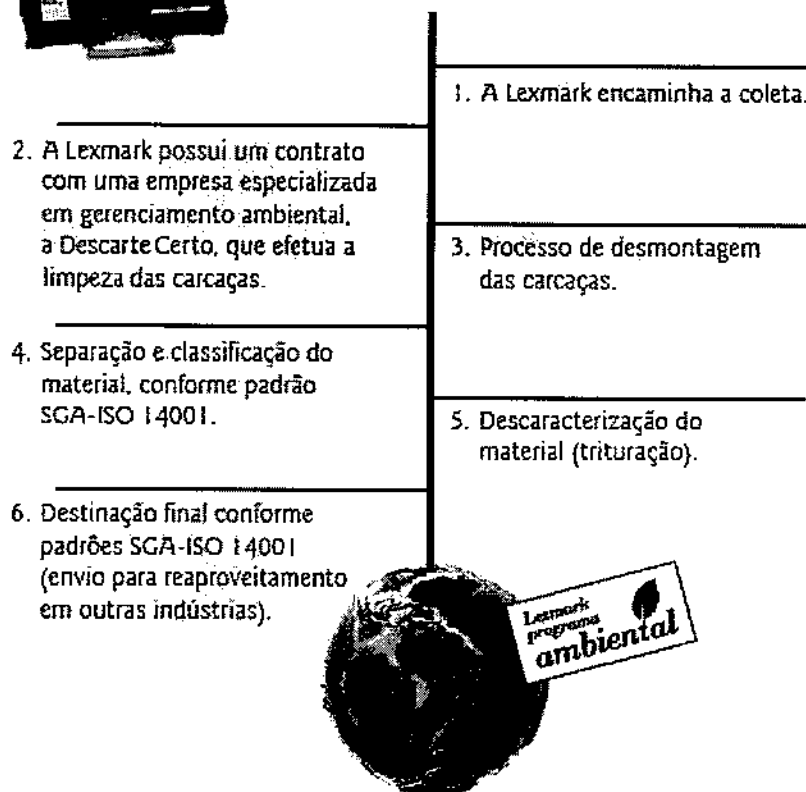 1. A Lexmark encaminha a coleta.
2. A Lexmark possui um contrato
com uma empresa especializada
em gerenciamento ambiental,
a DescarteCerto, que efetua a
limpeza das carcaças.
3. Processo de desmontagem
das carcaças.
4. Separação e classificação do
material, conforme padrão
SGA-ISO 14001.
5. Descaracterização do
material (trituração).
6. Destinação final conforme
padrões SGA-ISO 14001
(envio para reaproveitamento
em outras indústrias).
Lexmark
programa
ambiental